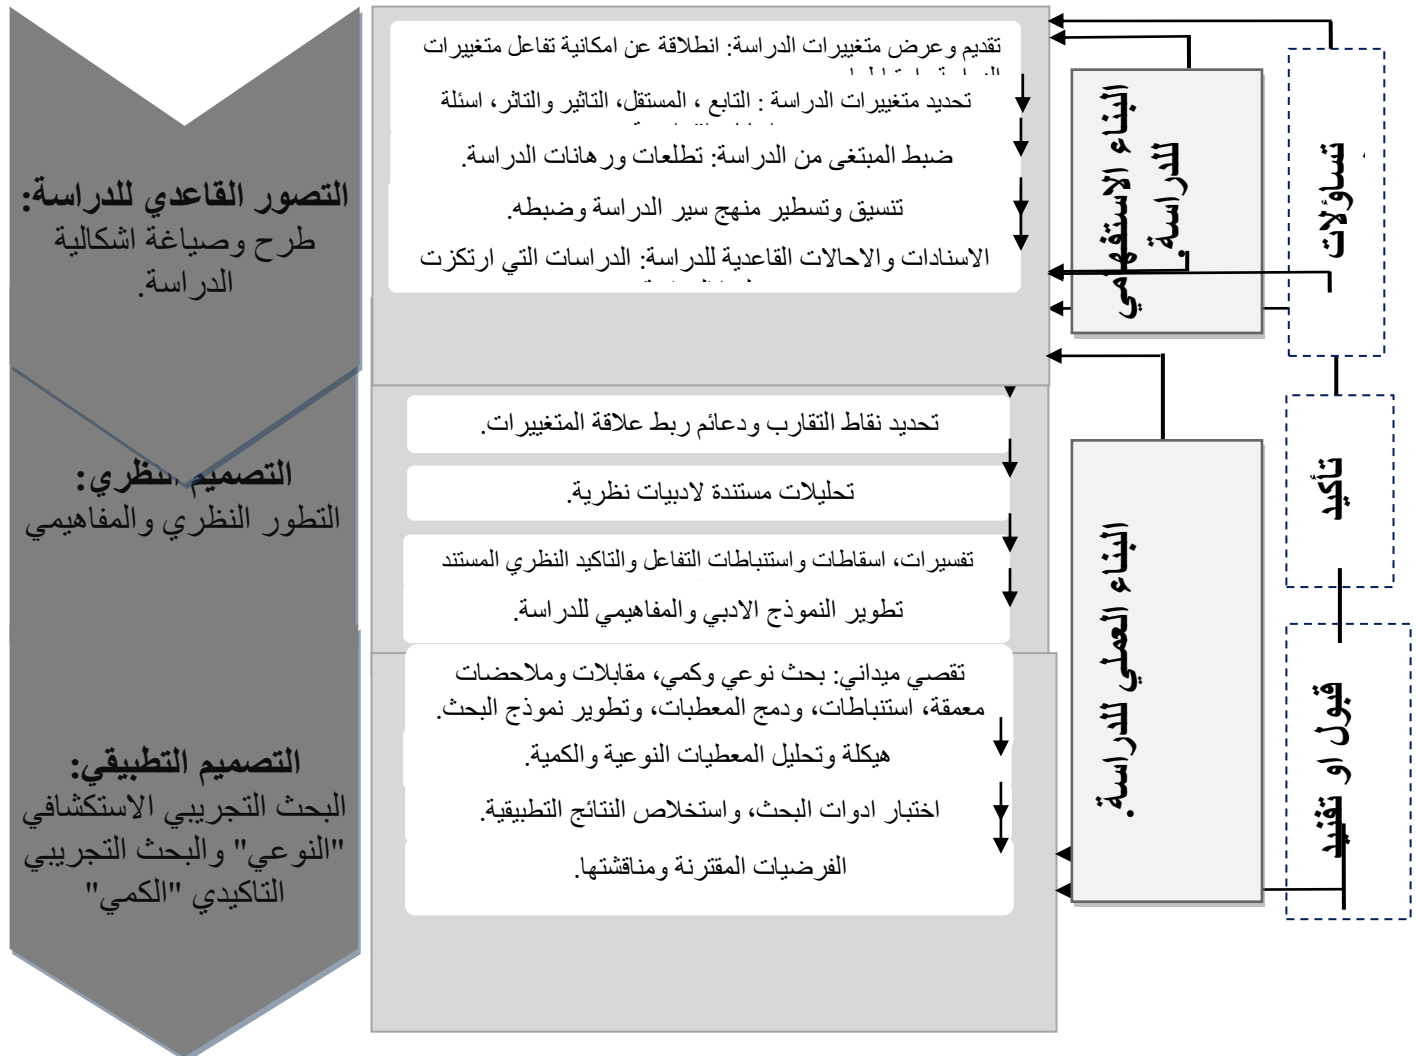 تقديم وعرض متغييرات الدراسة: انطلاقة عن امكانية تفاعل متغييرات
تحديد متغييرات الدراسة : التابع ، المستقل، التاثير والتاثر، اسئلة
ضبط المبتغى من الدراسة: تطلعات ورهانات الدراسة.
تنسيق وتسطير منهج سير الدراسة وضبطه.
الاسنادات والاحالات القاعدية للدراسة: الدراسات التي ارتكزت
البناء الاستفهامي
للدراسة.
تساؤلات
التصور القاعدي للدراسة:
طرح وصياغة اشكالية
الدراسة.
تحديد نقاط التقارب ودعائم ربط علاقة المتغييرات.
تحليلات مستندة لادبيات نظرية.
تفسيرات، اسقاطات واستنباطات التفاعل والتاكيد النظري المستند
تطوير النموذج الادبي والمفاهيمي للدراسة.
تأكيد
التصميم النظري:
التطور النظري والمفاهيمي
البناء العملي للدراسة.
تقصي ميداني: بحث نوعي وكمي، مقابلات وملاحضات
معمقة، استنباطات، ودمج المعطبات، وتطوير نموذج البحث.
هيكلة وتحليل المعطيات النوعية والكمية.
اختبار ادوات البحث، واستخلاص النتائج التطبيقية.
الفرضيات المقترنة ومناقشتها.
قبول او تفنيد
التصميم التطبيقي:
البحث التجريبي الاستكشافي
"النوعي" والبحث التجريبي
التاكيدي "الكمي"